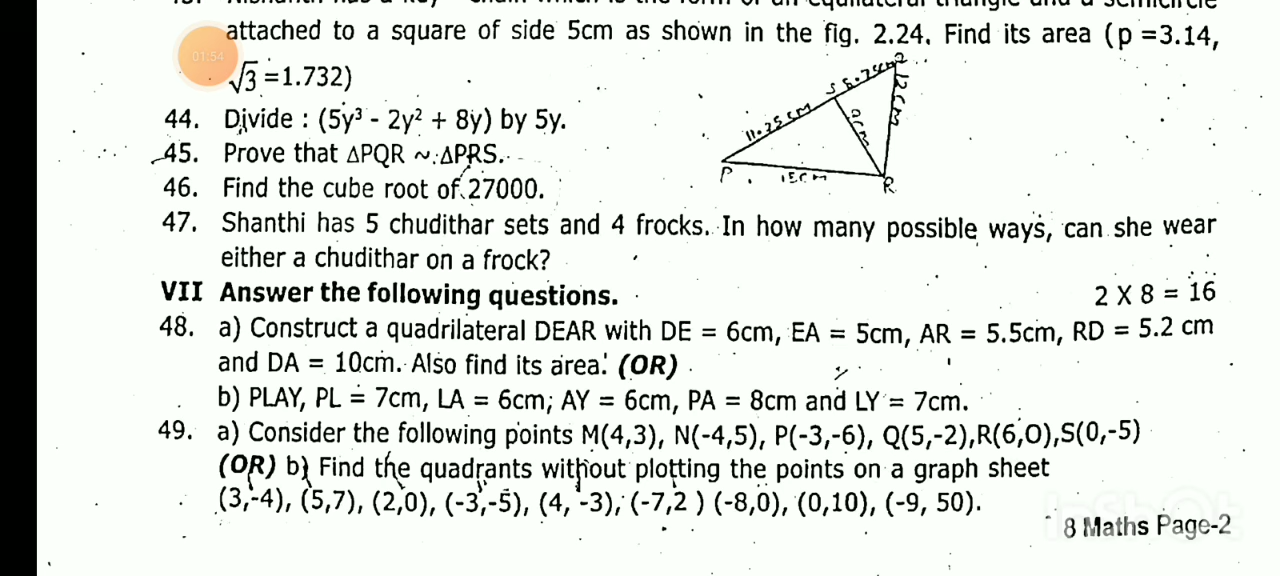 attached to a square of side 5cm as shown in the fig. 2.24. Find its area (p =3.14,
01:54
√3 =1.732)
44. Divide : (5y³ - 2y² + 8y) by 5y.
45. Prove that ΔPQR ~ ΔPRS.
P
11.25cm
S
6.75cm
Q
12cm
9cm
15cm
R
46. Find the cube root of 27000.
47. Shanthi has 5 chudithar sets and 4 frocks. In how many possible ways, can she wear
either a chudithar on a frock?
VII Answer the following questions. 2 X 8 = 16
48. a) Construct a quadrilateral DEAR with DE = 6cm, EA = 5cm, AR = 5.5cm, RD = 5.2 cm
and DA = 10cm. Also find its area. (OR)
b) PLAY, PL = 7cm, LA = 6cm; AY = 6cm, PA = 8cm and LY = 7cm.
49. a) Consider the following points M(4,3), N(-4,5), P(-3,-6), Q(5,-2),R(6,0),S(0,-5)
(OR) b) Find the quadrants without plotting the points on a graph sheet
(3,-4), (5,7), (2,0), (-3,-5), (4, -3), (-7,2 ) (-8,0), (0,10), (-9, 50).
8 Maths Page-2